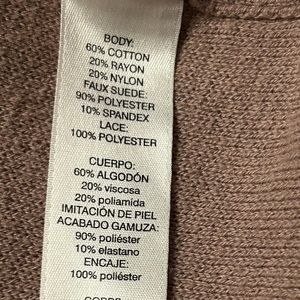 BODY:
60% COTTON
20% RAYON
20% NYLON
FAUX SUEDE:
90% POLYESTER
10% SPANDEX
LACE:
100% POLYESTER
CUERPO:
60% ALGODÓN
20% viscosa
20% poliamida
IMITACIÓN DE PIEL
ACABADO GAMUZA:
90% poliéster
10% elastano
ENCAJE:
100% poliéster